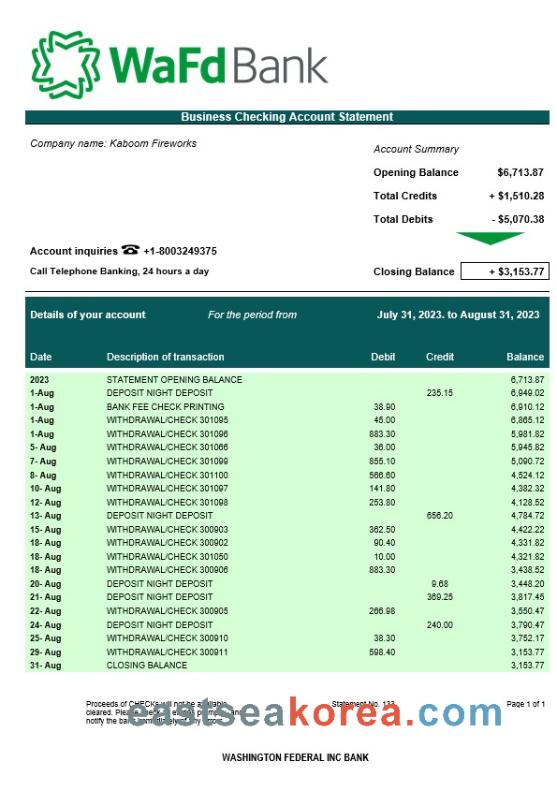 WaFd Bank
Business Checking Account Statement
Company name: Kaboom Fireworks
Account Summary
Opening Balance $6,713.87
Total Credits + $1,510.28
Total Debits - $5,070.38
Account inquiries ☎ +1-8003249375
Call Telephone Banking, 24 hours a day
Closing Balance + $3,153.77
Details of your account For the period from July 31, 2023. to August 31, 2023
Date Description of transaction Debit Credit Balance
2023 STATEMENT OPENING BALANCE 6,713.87
1-Aug DEPOSIT NIGHT DEPOSIT 235.15 6,949.02
1-Aug BANK FEE CHECK PRINTING 38.90 6,910.12
1-Aug WITHDRAWAL/CHECK 301095 45.00 6,865.12
1-Aug WITHDRAWAL/CHECK 301096 883.30 5,981.82
5- Aug WITHDRAWAL/CHECK 301066 36.00 5,945.82
7- Aug WITHDRAWAL/CHECK 301099 855.10 5,090.72
8- Aug WITHDRAWAL/CHECK 301100 566.60 4,524.12
10- Aug WITHDRAWAL/CHECK 301097 141.80 4,382.32
12- Aug WITHDRAWAL/CHECK 301098 253.80 4,128.52
13- Aug DEPOSIT NIGHT DEPOSIT 656.20 4,784.72
15- Aug WITHDRAWAL/CHECK 300903 362.50 4,422.22
18- Aug WITHDRAWAL/CHECK 300902 90.40 4,331.82
18- Aug WITHDRAWAL/CHECK 301050 10.00 4,321.82
18- Aug WITHDRAWAL/CHECK 300906 883.30 3,438.52
20- Aug DEPOSIT NIGHT DEPOSIT 9.68 3,448.20
21- Aug DEPOSIT NIGHT DEPOSIT 369.25 3,817.45
22- Aug WITHDRAWAL/CHECK 300905 266.98 3,550.47
24- Aug DEPOSIT NIGHT DEPOSIT 240.00 3,790.47
25- Aug WITHDRAWAL/CHECK 300910 38.30 3,752.17
29- Aug WITHDRAWAL/CHECK 300911 598.40 3,153.77
31- Aug CLOSING BALANCE 3,153.77
Proceeds of CHECKs will not be available Statement No. 133 Page 1 of 1
cleared. Please
notify the bank immediately of any errors.
eastseakorea.com
WASHINGTON FEDERAL INC BANK